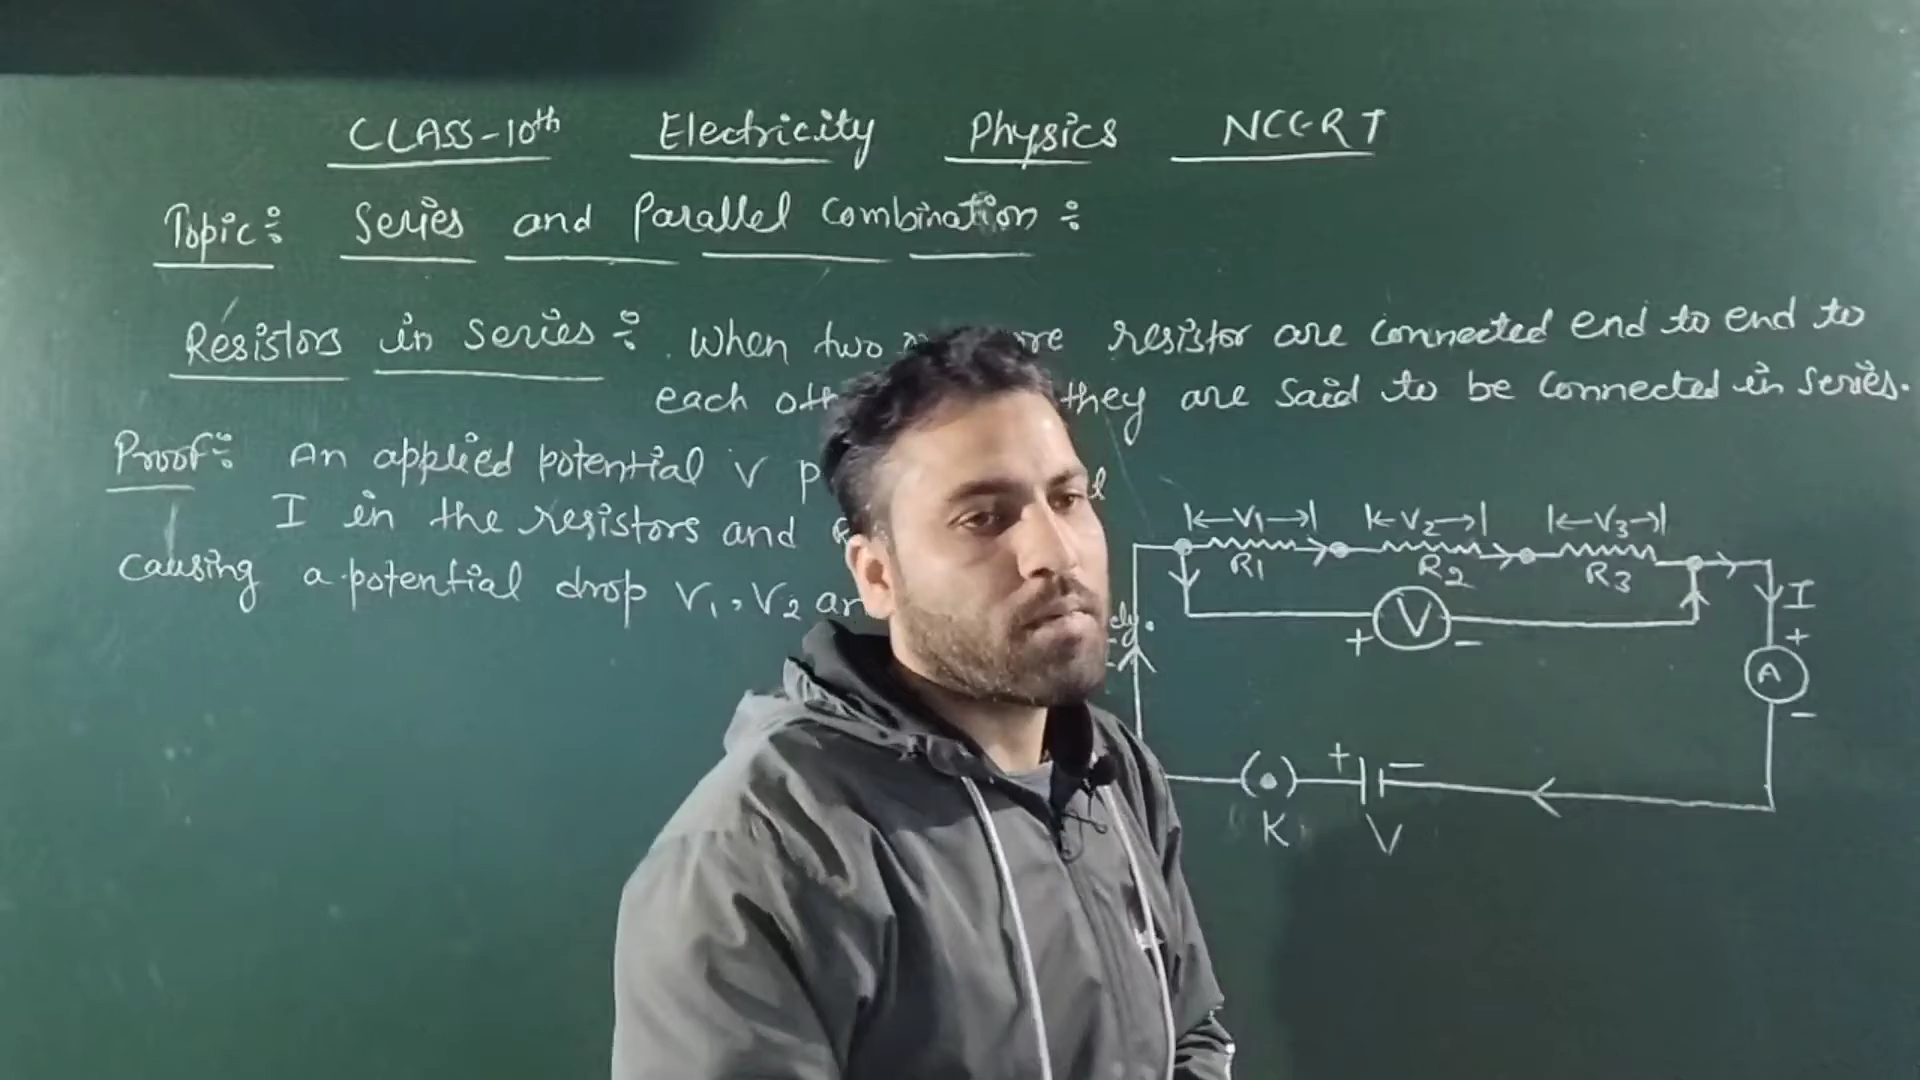 CLASS-10th Electricity Physics NCERT
Topic: Series and Parallel Combination:
Resistors in Series: When two resistor are connected end to end to
each they are said to be connected in series.
Proof: An applied potential V
I in the resistors and
causing a potential drop V1, V2
V1 V2 V3
R1 R2 R3
V
+ -
I
+
A
-
+ -
K V